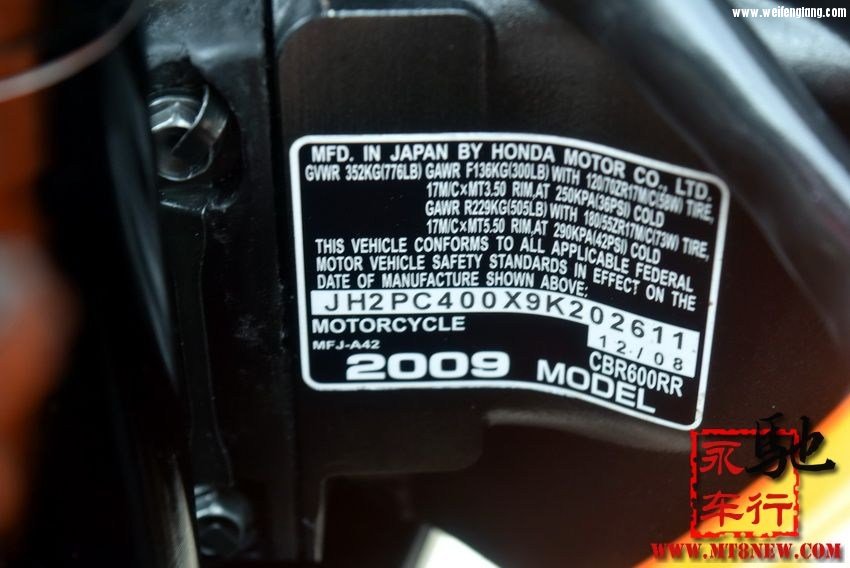 www.weifengtang.com
MFD. IN JAPAN BY HONDA MOTOR CO., LTD.
GVWR 352KG(776LB) GAWR F136KG(300LB)WITH 120/70ZR17M/C(58W) TIRE,
17M/C×MT3.50 RIM,AT 250KPA(36PSI) COLD
GAWR R229KG(505LB)WITH 180/55ZR17M/C(73W) TIRE,
17M/C×MT5.50 RIM,AT 290KPA(42PSI) COLD
THIS VEHICLE CONFORMS TO ALL APPLICABLE FEDERAL
MOTOR VEHICLE SAFETY STANDARDS IN EFFECT ON THE
DATE OF MANUFACTURE SHOWN ABOVE:
JH2PC400X9K202611
MOTORCYCLE 12/08
MFJ-A42 CBR600RR
2009 MODEL
永驰
车行
WWW.MT8NEW.COM